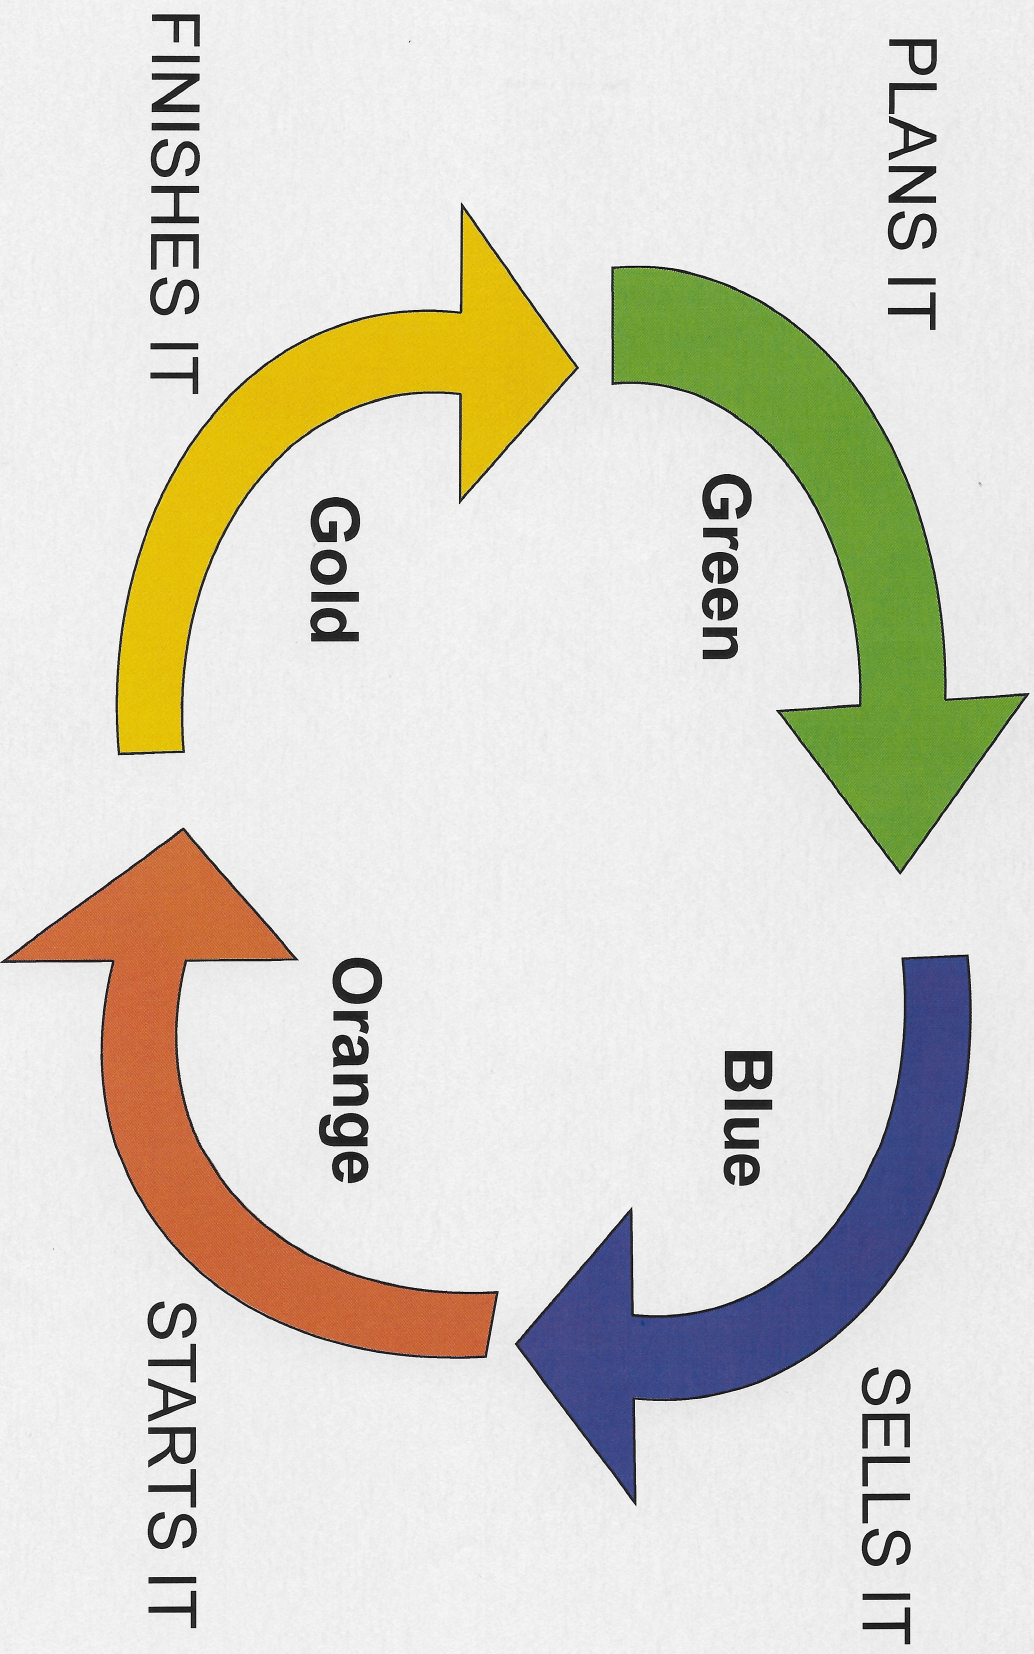 PLANS IT
SELLS IT
Green
Blue
Gold
Orange
FINISHES IT
STARTS IT